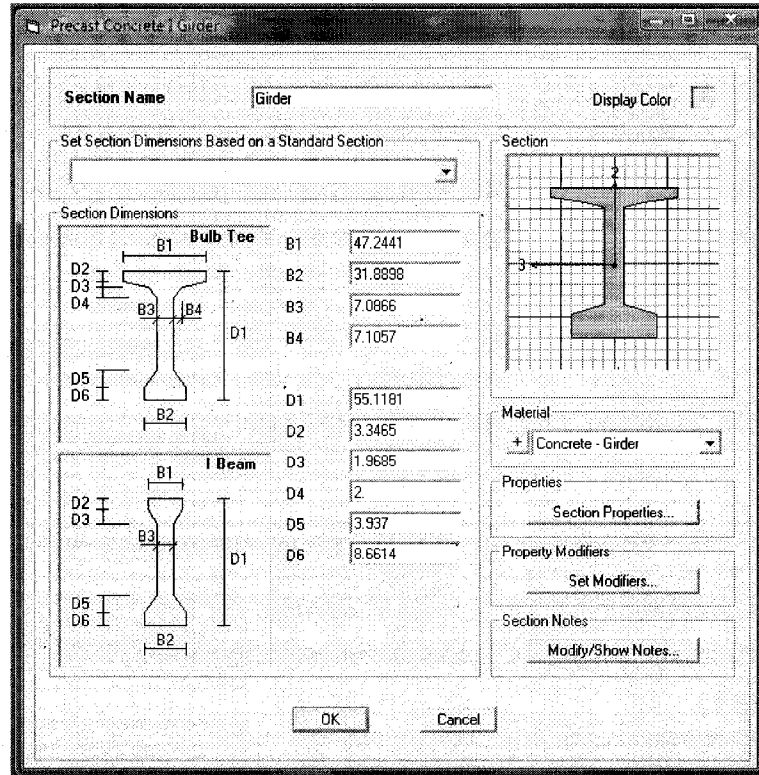 Precast Concrete I Girder
Section Name
Girder
Display Color
Set Section Dimensions Based on a Standard Section
Section Dimensions
Bulb Tee
B1
D2
D3
D4
B3
B4
D1
D5
D6
B2
I Beam
B1
D2
D3
B3
D1
D5
D6
B2
B1 47.2441
B2 31.8898
B3 7.0866
B4 7.1057
D1 55.1181
D2 3.3465
D3 1.9685
D4 2.
D5 3.937
D6 8.6614
Section
2
3
Material
+ Concrete - Girder
Properties
Section Properties...
Property Modifiers
Set Modifiers...
Section Notes
Modify/Show Notes...
OK
Cancel